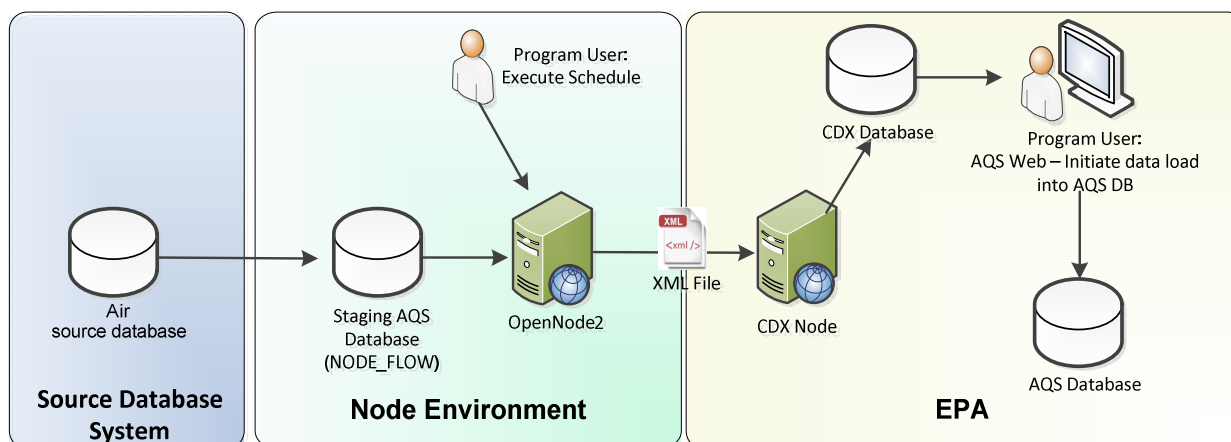 Program User:
Execute Schedule
CDX Database
Program User:
AQS Web – Initiate data load
into AQS DB
XML
<xml />
XML File
Air
source database
Staging AQS
Database
(NODE_FLOW)
OpenNode2
CDX Node
AQS Database
Source Database
System
Node Environment
EPA